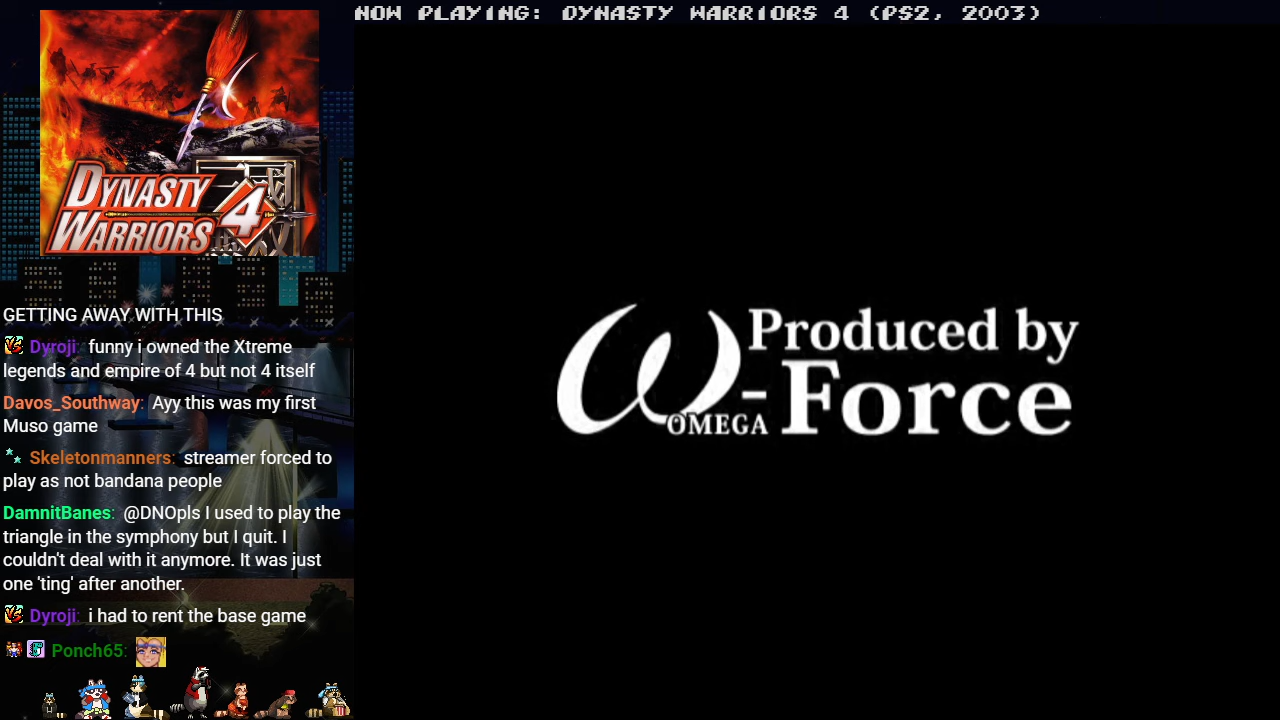 NOW PLAYING: DYNASTY WARRIORS 4 (PS2, 2003)
DYNASTY
WARRIORS
4
GETTING AWAY WITH THIS
Dyroji: funny i owned the Xtreme
legends and empire of 4 but not 4 itself
Davos_Southway: Ayy this was my first
Muso game
Skeletonmanners: streamer forced to
play as not bandana people
DamnitBanes: @DNOpls I used to play the
triangle in the symphony but I quit. I
couldn't deal with it anymore. It was just
one 'ting' after another.
Dyroji: i had to rent the base game
Ponch65:
Produced by
ω-Force
OMEGA